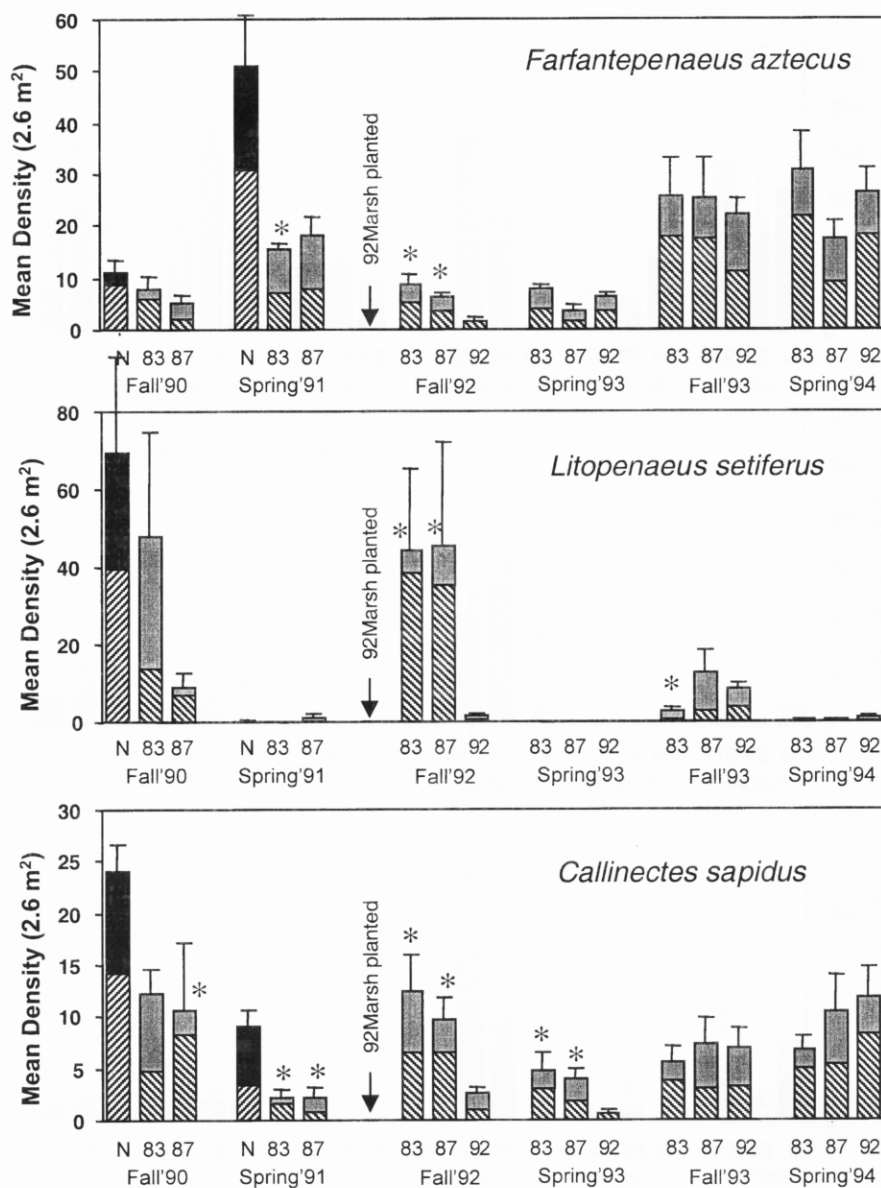 Farfantepenaeus aztecus
Mean Density (2.6 m²)
60
50
40
30
20
10
0
92Marsh planted
* * *
N 83 87 83 87 92 83 87 92 83 87 92 83 87 92
Fall'90 N 83 87 Spring'91 Fall'92 Spring'93 Fall'93 Spring'94
Litopenaeus setiferus
Mean Density (2.6 m²)
80
60
40
20
0
92Marsh planted
* * *
N 83 87 N 83 87 83 87 92 83 87 92 83 87 92 83 87 92
Fall'90 Spring'91 Fall'92 Spring'93 Fall'93 Spring'94
Callinectes sapidus
Mean Density (2.6 m²)
30
25
20
15
10
5
0
92Marsh planted
* * * * * * *
N 83 87 N 83 87 83 87 92 83 87 92 83 87 92 83 87 92
Fall'90 Spring'91 Fall'92 Spring'93 Fall'93 Spring'94